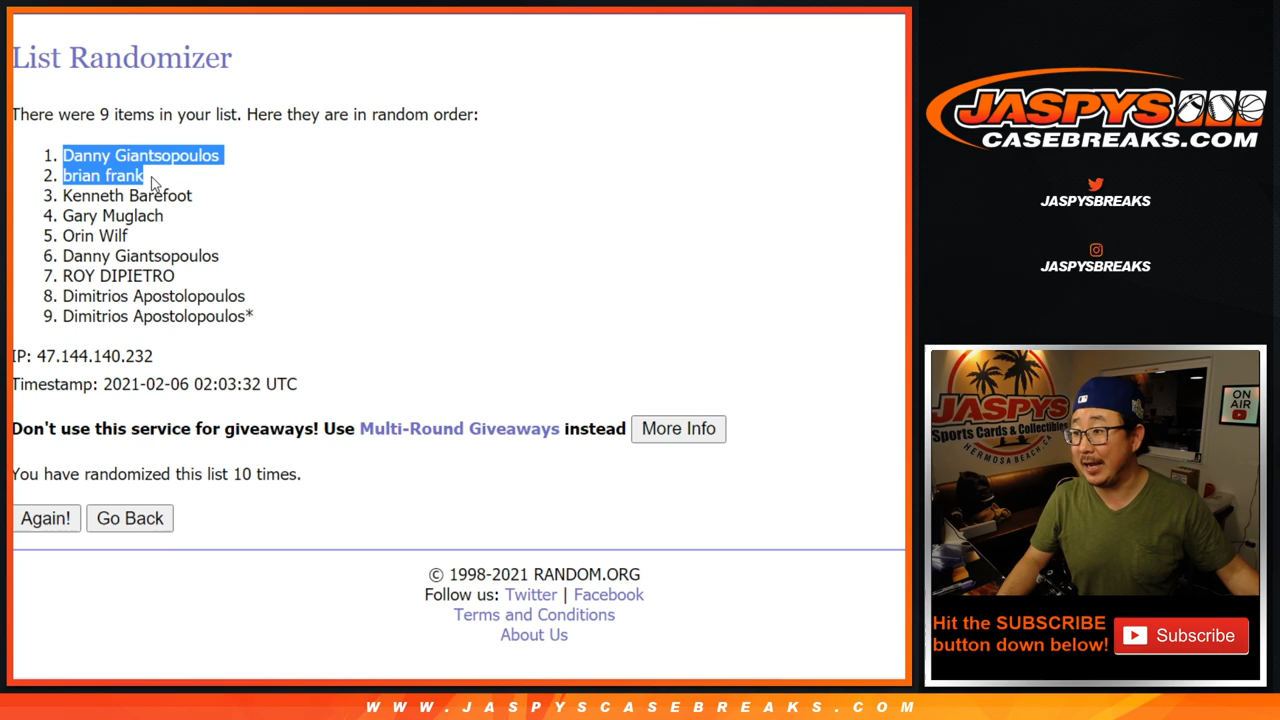 List Randomizer
There were 9 items in your list. Here they are in random order:
1. Danny Giantsopoulos
2. brian frank
3. Kenneth Barefoot
4. Gary Muglach
5. Orin Wilf
6. Danny Giantsopoulos
7. ROY DIPIETRO
8. Dimitrios Apostolopoulos
9. Dimitrios Apostolopoulos*
IP: 47.144.140.232
Timestamp: 2021-02-06 02:03:32 UTC
Don't use this service for giveaways! Use Multi-Round Giveaways instead More Info
You have randomized this list 10 times.
Again! Go Back
© 1998-2021 RANDOM.ORG
Follow us: Twitter | Facebook
Terms and Conditions
About Us
JASPYS
CASEBREAKS.COM
JASPYSBREAKS
JASPYSBREAKS
JASPYS
Sports Cards & Collectibles
HERMOSA BEACH, CA
ON
AIR
Hit the SUBSCRIBE
button down below!
Subscribe
WWW.JASPYSCASEBREAKS.COM